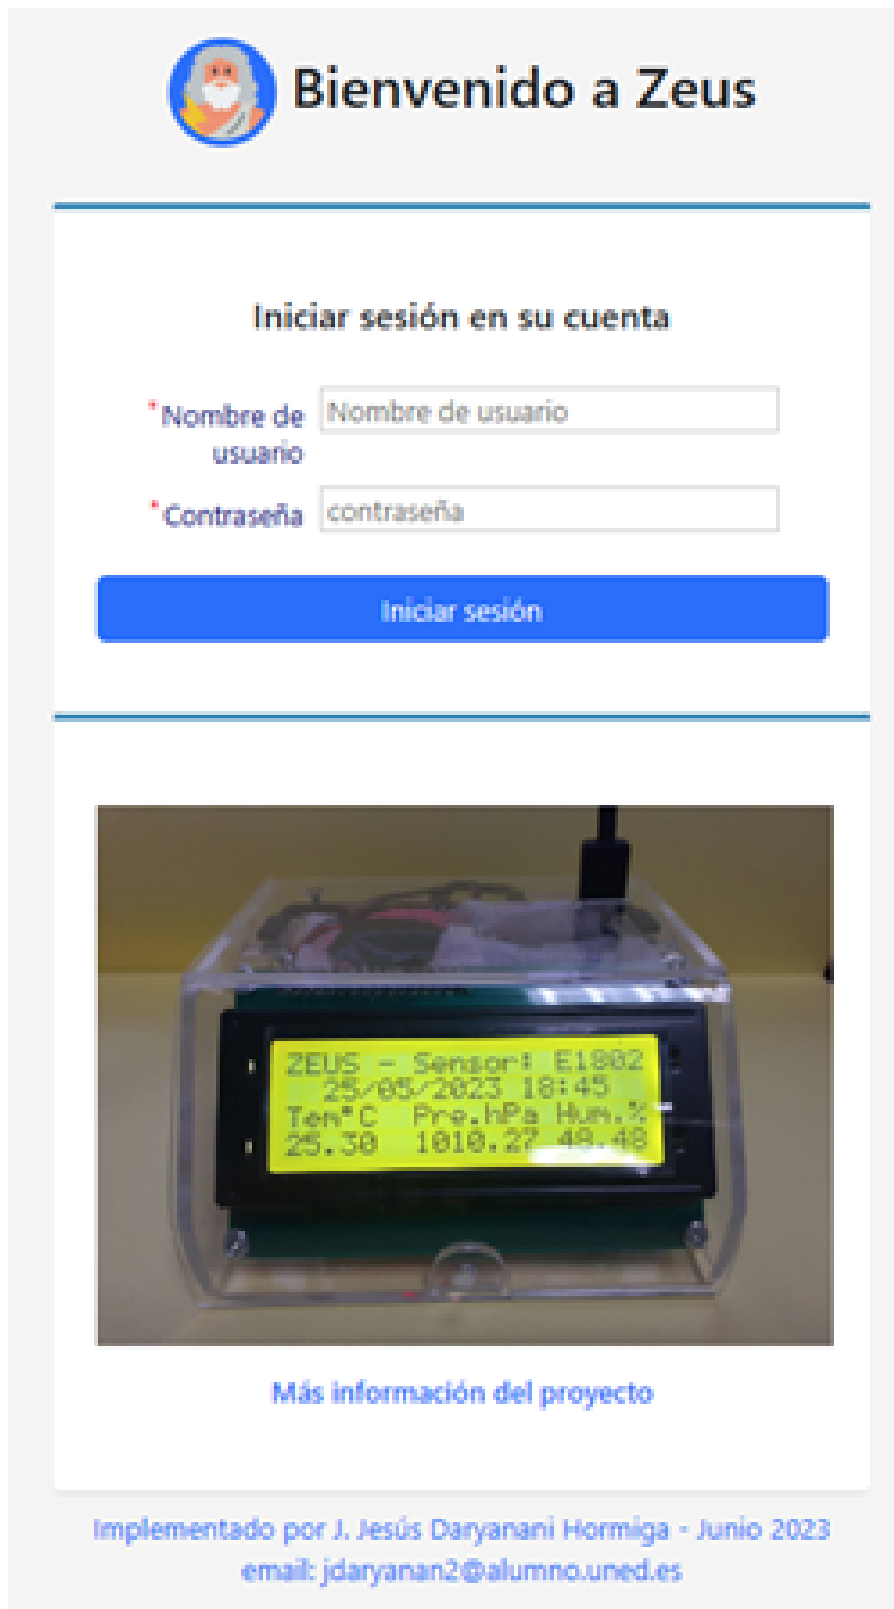 Bienvenido a Zeus
Iniciar sesión en su cuenta
*Nombre de
usuario
Nombre de usuario
*Contraseña
contraseña
Iniciar sesión
ZEUS - Sensor: E1802
25/05/2023 18:45
Tem°C Pre.hPa Hum.%
25.30 1010.27 48.48
Más información del proyecto
Implementado por J. Jesús Daryanani Hormiga - Junio 2023
email: jdaryanan2@alumno.uned.es